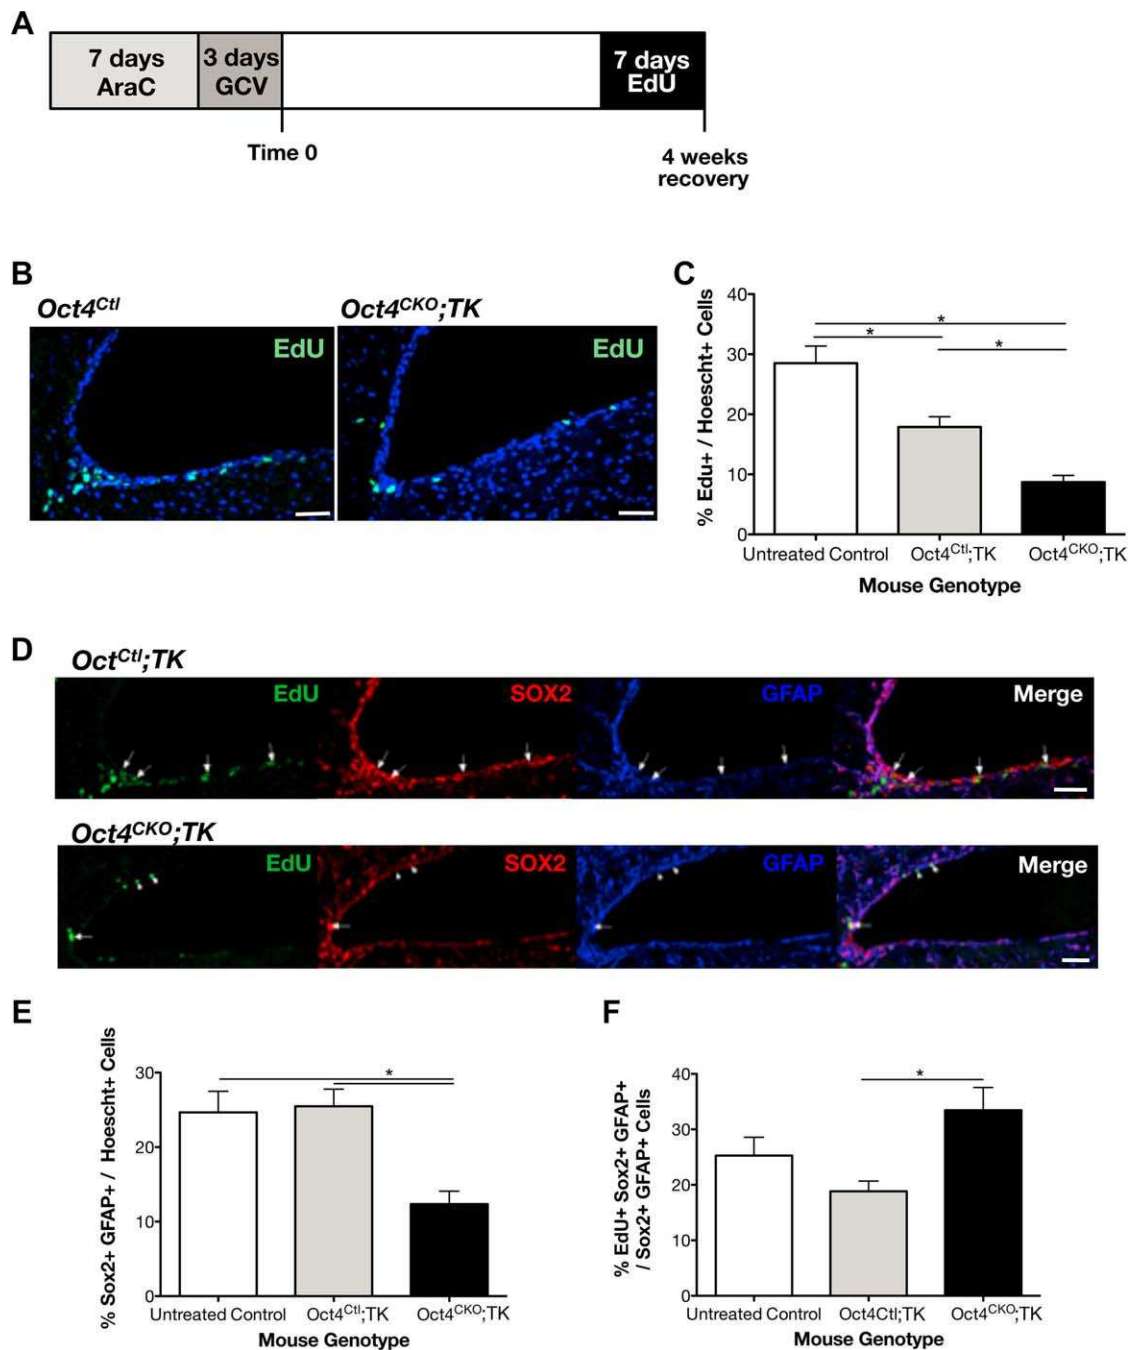 A
7 days
AraC
3 days
GCV
7 days
EdU
Time 0
4 weeks
recovery
B
Oct4Ctl
EdU
Oct4CKO;TK
EdU
C
% Edu+ / Hoescht+ Cells
40
30
20
10
0
*
*
*
Untreated Control
Oct4Ctl;TK
Oct4CKO;TK
Mouse Genotype
D
OctCtl;TK
EdU
SOX2
GFAP
Merge
Oct4CKO;TK
EdU
SOX2
GFAP
Merge
E
% Sox2+ GFAP+ / Hoescht+ Cells
30
20
10
0
*
Untreated Control
Oct4Ctl;TK
Oct4CKO;TK
Mouse Genotype
F
% EdU+ Sox2+ GFAP+
/ Sox2+ GFAP+ Cells
40
30
20
10
0
*
Untreated Control
Oct4Ctl;TK
Oct4CKO;TK
Mouse Genotype